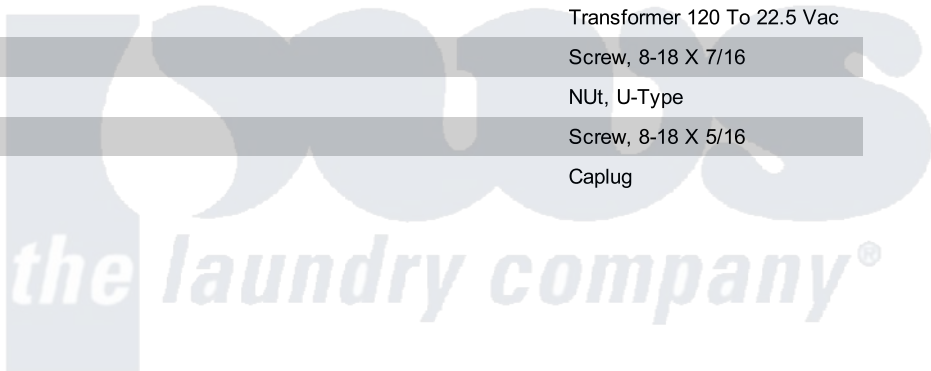 Transformer 120 To 22.5 Vac
Screw, 8-18 X 7/16
NUt, U-Type
Screw, 8-18 X 5/16
Caplug
pws
the laundry company®